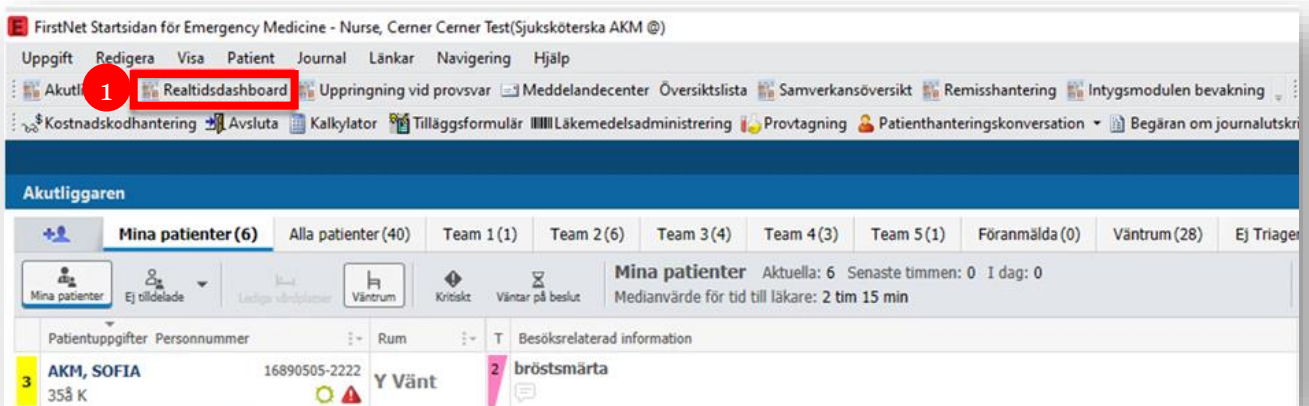 FirstNet Startsidan för Emergency Medicine - Nurse, Cerner Cerner Test(Sjuksköterska AKM @)
Uppgift Redigera Visa Patient Journal Länkar Navigering Hjälp
1 Realtidsdashboard Uppringning vid provsvar Meddelandecenter Översiktslista Samverkansöversikt Remisshantering Intygsmodulen bevakning
Kostnadskodhantering Avsluta Kalkylator Tilläggsformulär Läkemedelsadministrering Provtagning Patienthanteringskonversation Begäran om journalutskri
Akutliggaren
Mina patienter (6) Alla patienter (40) Team 1 (1) Team 2 (6) Team 3 (4) Team 4 (3) Team 5 (1) Föranmälda (0) Väntrum (28) Ej Triager
Mina patienter Aktuella: 6 Senaste timmen: 0 I dag: 0
Mina patienter Ej tilldelade Lediga vårdplatser Väntrum Kritiskt Väntar på beslut Medianvärde för tid till läkare: 2 tim 15 min
Patientuppgifter Personnummer Rum T Besöksrelaterad information
3 AKM, SOFIA 16890505-2222 Y Vänt 2 bröstsmärta
35å K